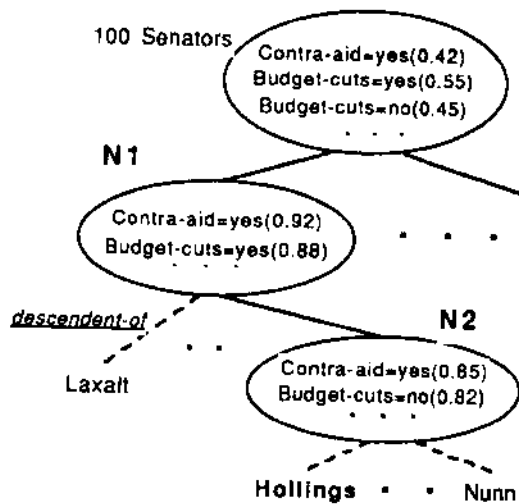 100 Senators
Contra-aid=yes(0.42)
Budget-cuts=yes(0.55)
Budget-cuts=no(0.45)
. . .
N1
Contra-aid=yes(0.92)
Budget-cuts=yes(0.88)
. . .
. . .
descendent-of
N2
. .
Laxalt
Contra-aid=yes(0.85)
Budget-cuts=no(0.82)
. . .
Hollings . . Nunn